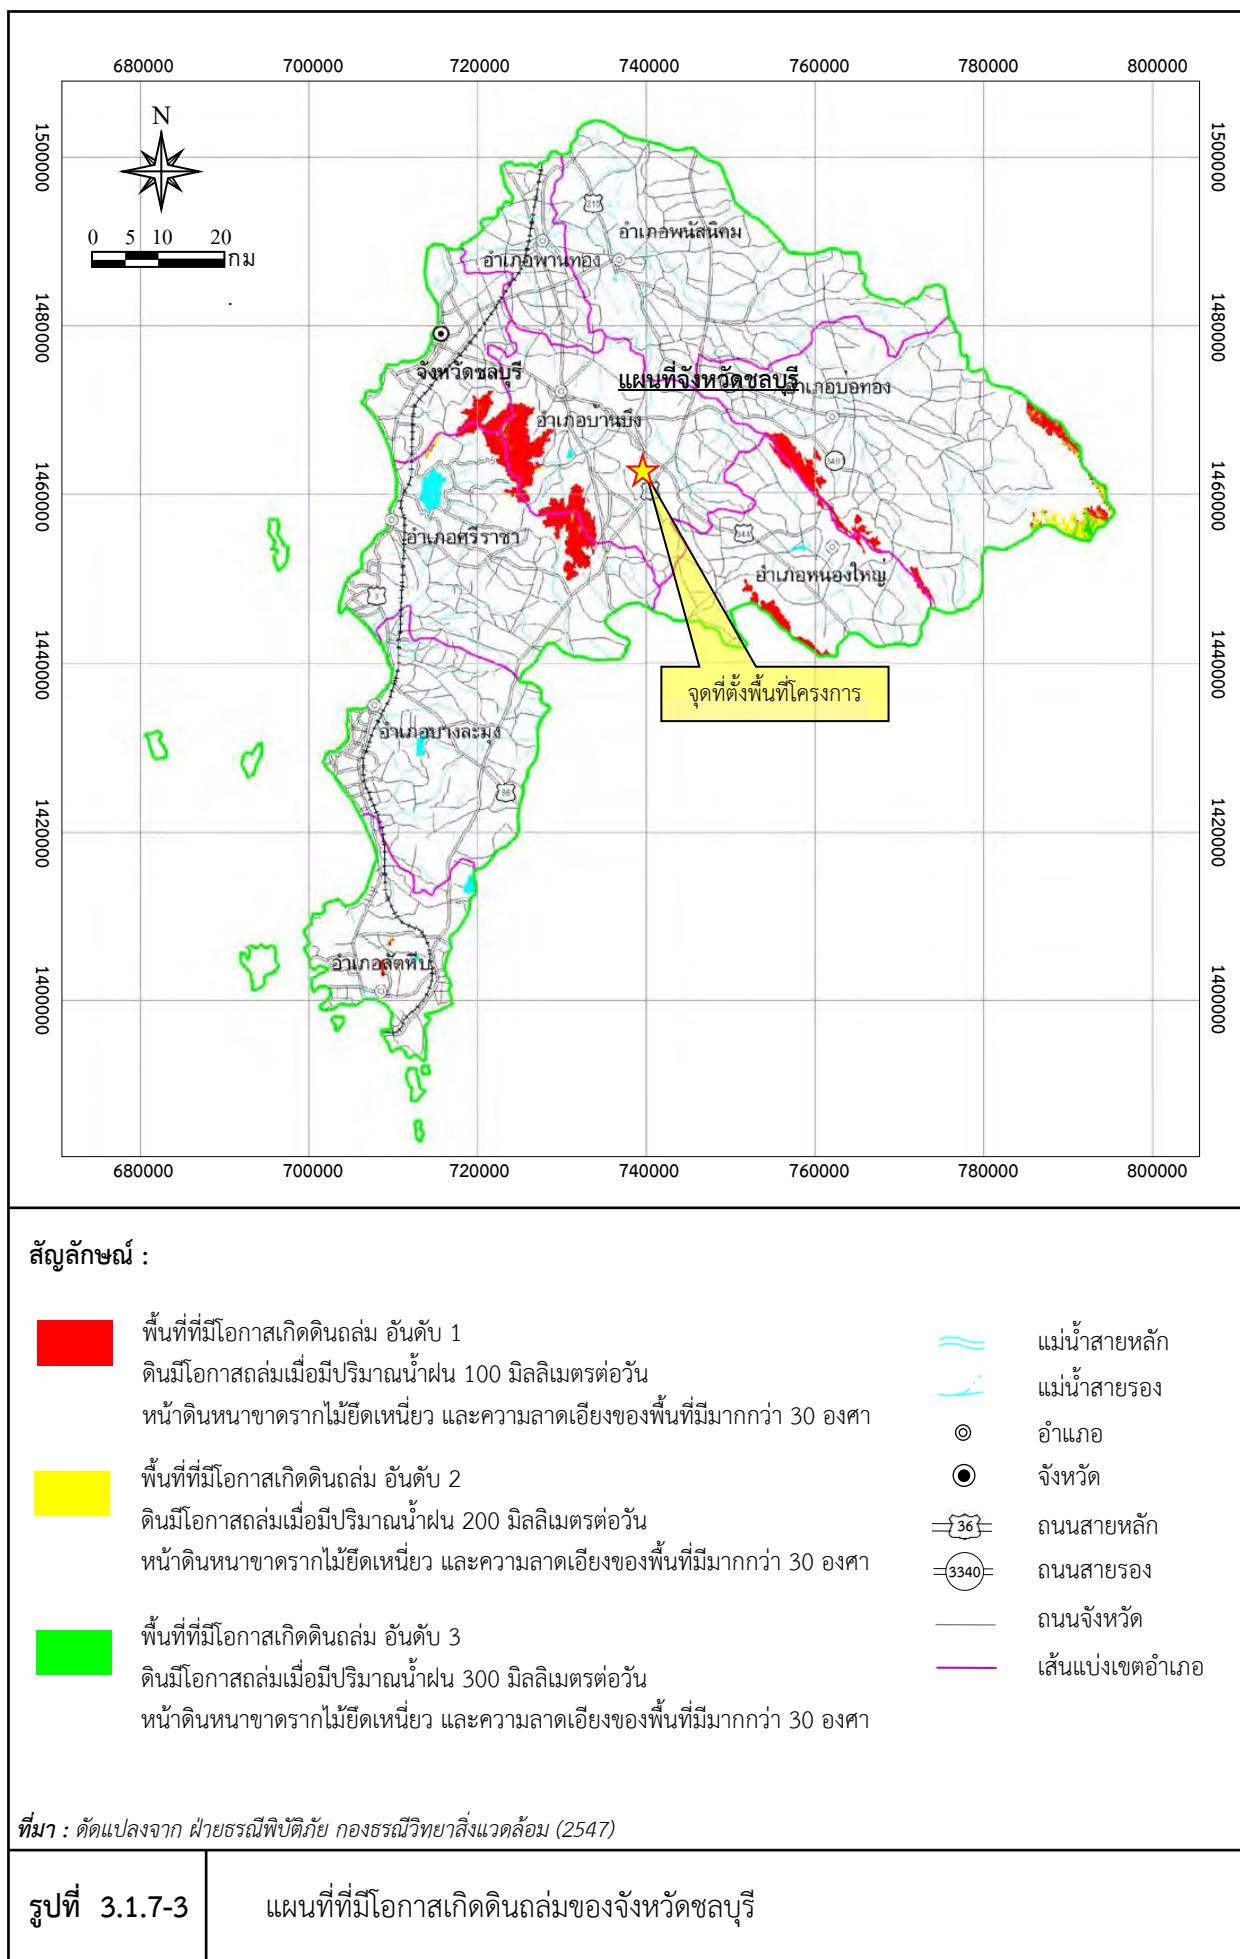 680000 700000 720000 740000 760000 780000 800000
1500000
1480000
1460000
1440000
1420000
1400000
1500000
1480000
1460000
1440000
1420000
1400000
N
0 5 10 20
กม
.
315
อำเภอพนัสนิคม
อำเภอพานทอง
จังหวัดชลบุรี
แผนที่จังหวัดชลบุรี
อำเภอบ่อทอง
อำเภอบ้านบึง
344
อำเภอศรีราชา
อำเภอหนองใหญ่
3
จุดที่ตั้งพื้นที่โครงการ
อำเภอบางละมุง
36
อำเภอสัตหีบ
680000 700000 720000 740000 760000 780000 800000
สัญลักษณ์ :
พื้นที่ที่มีโอกาสเกิดดินถล่ม อันดับ 1
ดินมีโอกาสถล่มเมื่อมีปริมาณน้ำฝน 100 มิลลิเมตรต่อวัน
หน้าดินหนาขาดรากไม้ยึดเหนี่ยว และความลาดเอียงของพื้นที่มีมากกว่า 30 องศา
พื้นที่ที่มีโอกาสเกิดดินถล่ม อันดับ 2
ดินมีโอกาสถล่มเมื่อมีปริมาณน้ำฝน 200 มิลลิเมตรต่อวัน
หน้าดินหนาขาดรากไม้ยึดเหนี่ยว และความลาดเอียงของพื้นที่มีมากกว่า 30 องศา
พื้นที่ที่มีโอกาสเกิดดินถล่ม อันดับ 3
ดินมีโอกาสถล่มเมื่อมีปริมาณน้ำฝน 300 มิลลิเมตรต่อวัน
หน้าดินหนาขาดรากไม้ยึดเหนี่ยว และความลาดเอียงของพื้นที่มีมากกว่า 30 องศา
แม่น้ำสายหลัก
แม่น้ำสายรอง
อำเภอ
จังหวัด
36 ถนนสายหลัก
3340 ถนนสายรอง
ถนนจังหวัด
เส้นแบ่งเขตอำเภอ
ที่มา : ดัดแปลงจาก ฝ่ายธรณีพิบัติภัย กองธรณีวิทยาสิ่งแวดล้อม (2547)
รูปที่ 3.1.7-3
แผนที่ที่มีโอกาสเกิดดินถล่มของจังหวัดชลบุรี